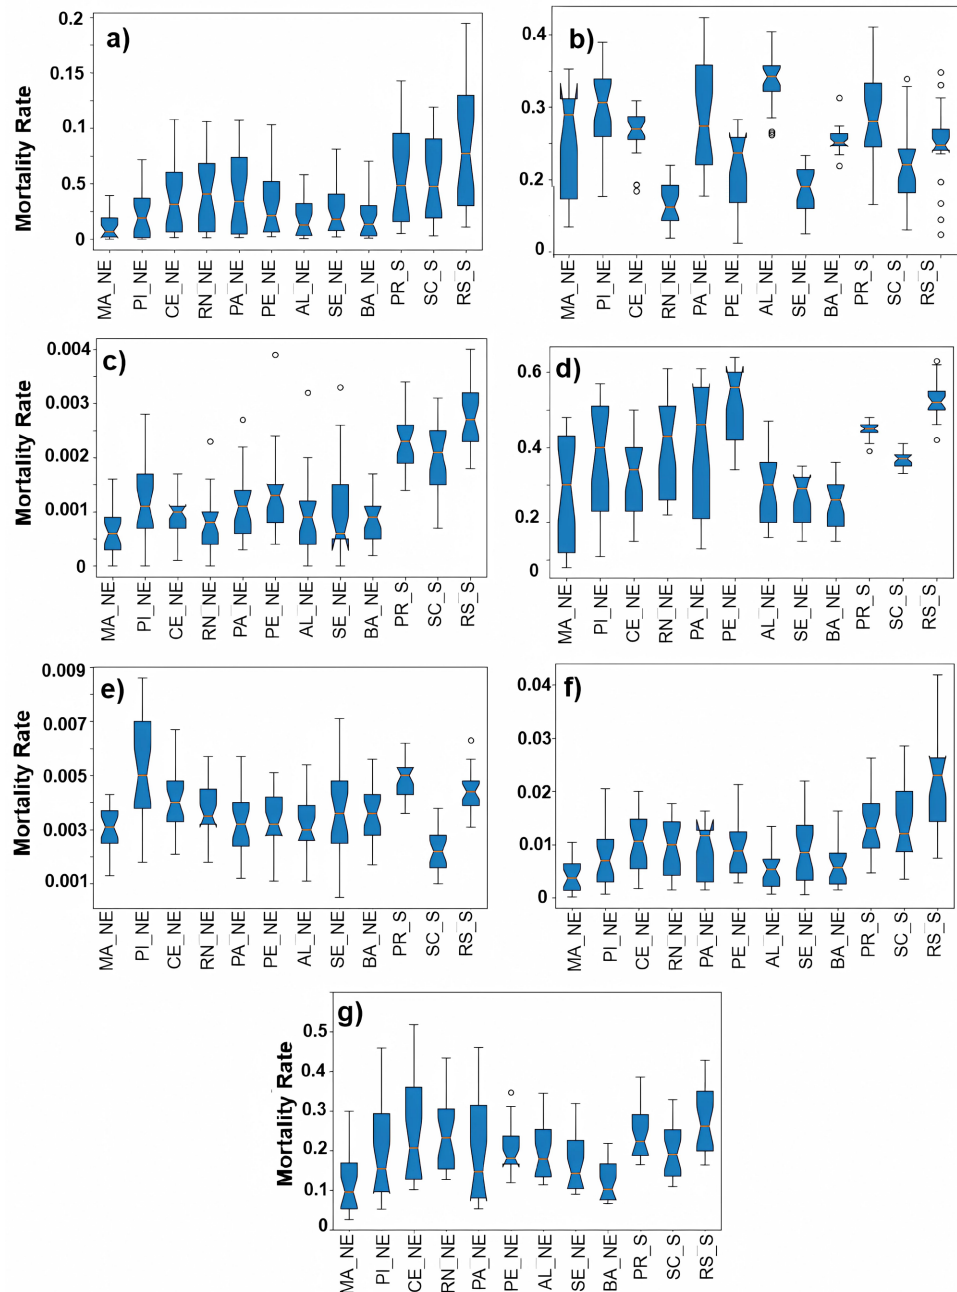 a)
Mortality Rate
0.2
0.15
0.1
0.50
0
MA_NE PI_NE CE_NE RN_NE PA_NE PE_NE AL_NE SE_NE BA_NE PR_S SC_S RS_S
b)
0.4
0.3
0.2
0
MA_NE PI_NE CE_NE RN_NE PA_NE PE_NE AL_NE SE_NE BA_NE PR_S SC_S RS_S
c)
Mortality Rate
0.004
0.003
0.002
0.001
0
MA_NE PI_NE CE_NE RN_NE PA_NE PE_NE AL_NE SE_NE BA_NE PR_S SC_S RS_S
d)
0.6
0.4
0.2
0
MA_NE PI_NE CE_NE RN_NE PA_NE PE_NE AL_NE SE_NE BA_NE PR_S SC_S RS_S
e)
Mortality Rate
0.009
0.007
0.005
0.003
0.001
MA_NE PI_NE CE_NE RN_NE PA_NE PE_NE AL_NE SE_NE BA_NE PR_S SC_S RS_S
f)
0.04
0.03
0.02
0.01
0
MA_NE PI_NE CE_NE RN_NE PA_NE PE_NE AL_NE SE_NE BA_NE PR_S SC_S RS_S
g)
Mortality Rate
0.5
0.3
0.2
0.1
0
MA_NE PI_NE CE_NE RN_NE PA_NE PE_NE AL_NE SE_NE BA_NE PR_S SC_S RS_S